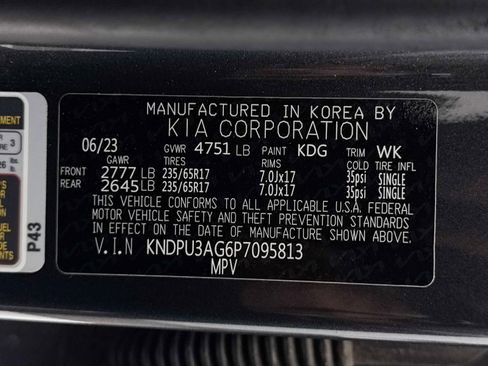 MANUFACTURED IN KOREA BY
KIA CORPORATION
06/23 GVWR 4751 LB PAINT KDG TRIM WK
GAWR TIRES RIMS COLD TIRE INFL
FRONT 2777 LB 235/65R17 7.0Jx17 35psi SINGLE
REAR 2645 LB 235/65R17 7.0Jx17 35psi SINGLE
THIS VEHICLE CONFORMS TO ALL APPLICABLE U.S.A. FEDERAL
MOTOR VEHICLE SAFETY AND THEFT PREVENTION STANDARDS
IN EFFECT ON THE DATE OF MANUFACTURE SHOWN ABOVE.
V.I.N KNDPU3AG6P7095813
MPV
P43
3